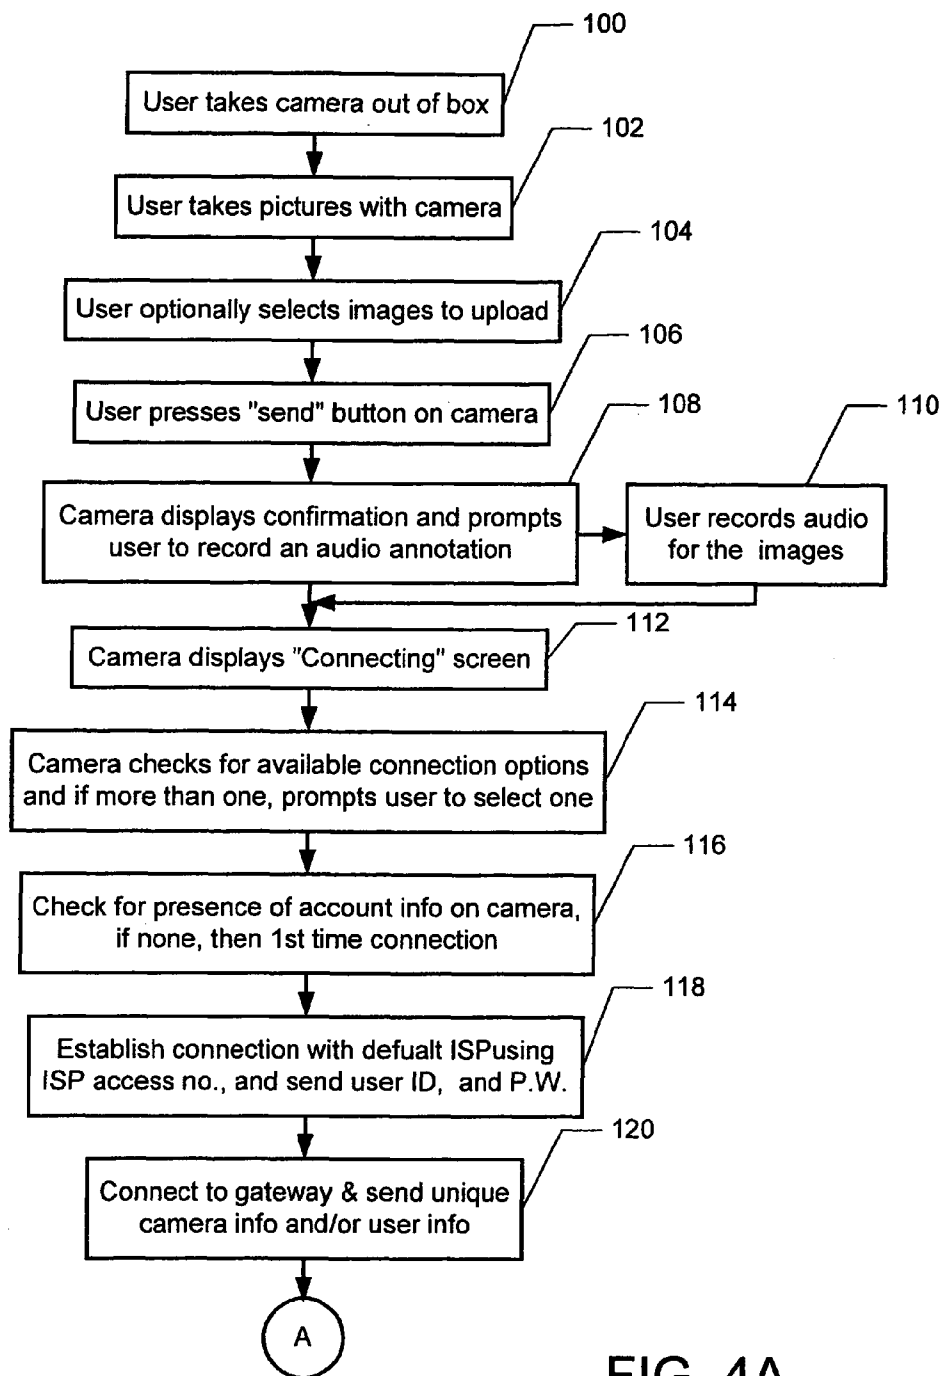 100
User takes camera out of box
102
User takes pictures with camera
104
User optionally selects images to upload
106
User presses "send" button on camera
108
Camera displays confirmation and prompts
user to record an audio annotation
110
User records audio
for the images
112
Camera displays "Connecting" screen
114
Camera checks for available connection options
and if more than one, prompts user to select one
116
Check for presence of account info on camera,
if none, then 1st time connection
118
Establish connection with defualt ISPusing
ISP access no., and send user ID, and P.W.
120
Connect to gateway & send unique
camera info and/or user info
A
FIG. 4A